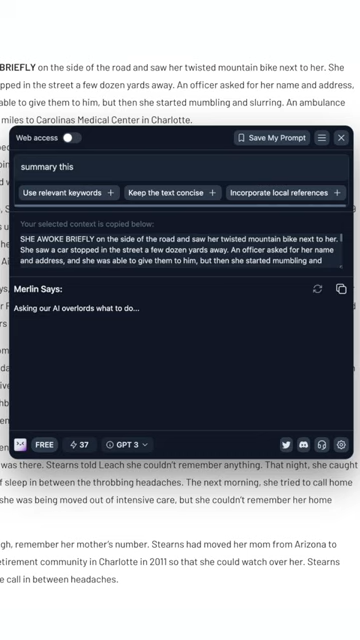 BRIEFLY on the side of the road and saw her twisted mountain bike next to her. She
pped in the street a few dozen yards away. An officer asked for her name and address,
able to give them to him, but then she started mumbling and slurring. An ambulance
miles to Carolinas Medical Center in Charlotte.
Web access
Save My Prompt
summary this
Use relevant keywords +
Keep the text concise +
Incorporate local references +
Your selected context is copied below:
SHE AWOKE BRIEFLY on the side of the road and saw her twisted mountain bike next to her.
She saw a car stopped in the street a few dozen yards away. An officer asked for her name
and address, and she was able to give them to him, but then she started mumbling and
Merlin Says:
Asking our AI overlords what to do...
FREE
37
GPT 3
was there. Stearns told Leach she couldn't remember anything. That night, she caught
of sleep in between the throbbing headaches. The next morning, she tried to call home
she was being moved out of intensive care, but she couldn't remember her home
gh, remember her mother's number. Stearns had moved her mom from Arizona to
etirement community in Charlotte in 2011 so that she could watch over her. Stearns
e call in between headaches.